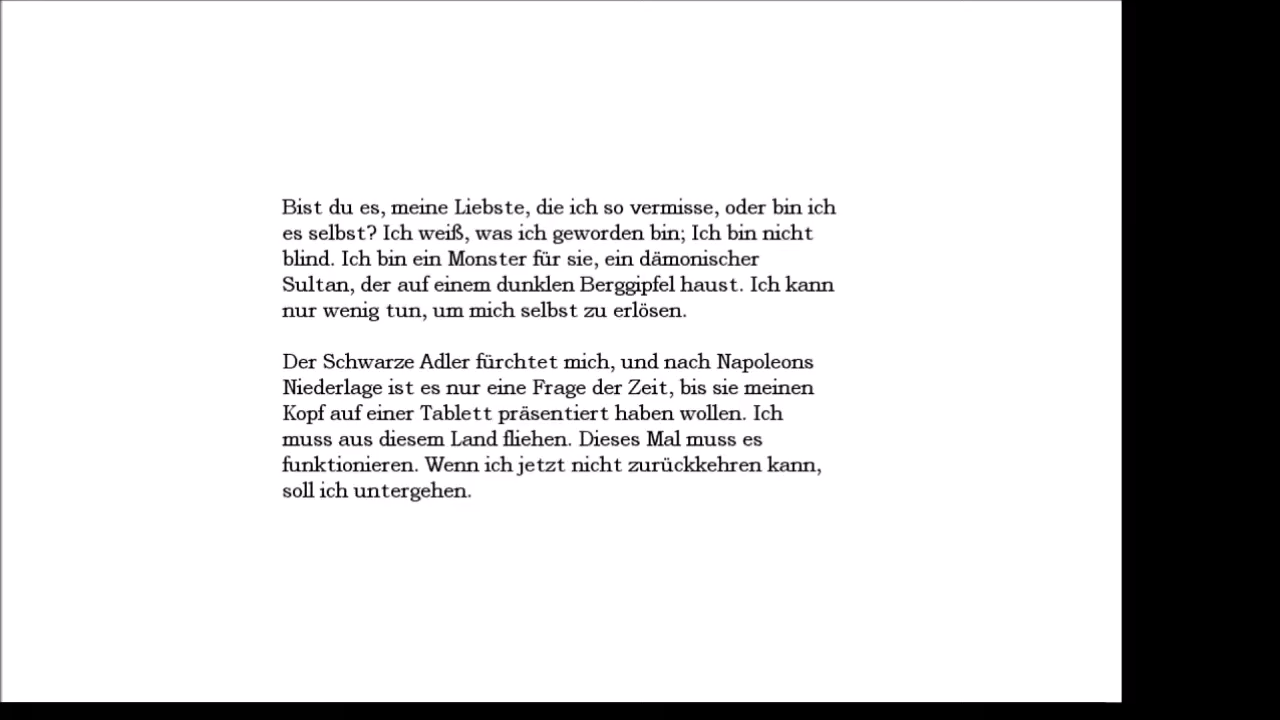 Bist du es, meine Liebste, die ich so vermisse, oder bin ich
es selbst? Ich weiß, was ich geworden bin; Ich bin nicht
blind. Ich bin ein Monster für sie, ein dämonischer
Sultan, der auf einem dunklen Berggipfel haust. Ich kann
nur wenig tun, um mich selbst zu erlösen.
Der Schwarze Adler fürchtet mich, und nach Napoleons
Niederlage ist es nur eine Frage der Zeit, bis sie meinen
Kopf auf einer Tablett präsentiert haben wollen. Ich
muss aus diesem Land fliehen. Dieses Mal muss es
funktionieren. Wenn ich jetzt nicht zurückkehren kann,
soll ich untergehen.